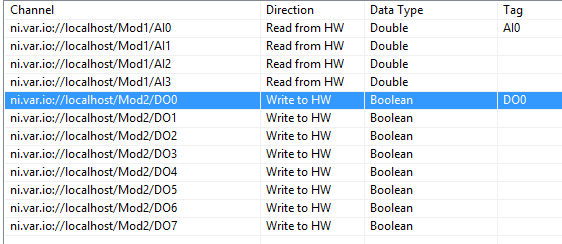 Channel Direction Data Type Tag
ni.var.io://localhost/Mod1/AI0 Read from HW Double AI0
ni.var.io://localhost/Mod1/AI1 Read from HW Double
ni.var.io://localhost/Mod1/AI2 Read from HW Double
ni.var.io://localhost/Mod1/AI3 Read from HW Double
ni.var.io://localhost/Mod2/DO0 Write to HW Boolean DO0
ni.var.io://localhost/Mod2/DO1 Write to HW Boolean
ni.var.io://localhost/Mod2/DO2 Write to HW Boolean
ni.var.io://localhost/Mod2/DO3 Write to HW Boolean
ni.var.io://localhost/Mod2/DO4 Write to HW Boolean
ni.var.io://localhost/Mod2/DO5 Write to HW Boolean
ni.var.io://localhost/Mod2/DO6 Write to HW Boolean
ni.var.io://localhost/Mod2/DO7 Write to HW Boolean